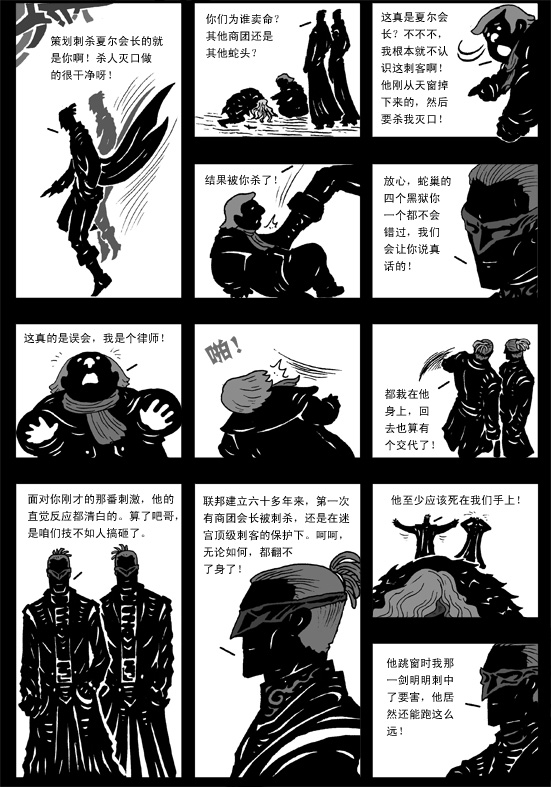 策划刺杀夏尔会长的就
是你啊！杀人灭口做
的很干净呀！
你们为谁卖命？
其他商团还是
其他蛇头？
这真是夏尔会
长？不不不，
我根本就不认
识这刺客啊！
他刚从天窗掉
下来的，然后
要杀我灭口！
结果被你杀了！
放心，蛇巢的
四个黑狱你
一个都不会
错过，我们
会让你说真
话的！
这真的是误会，我是个律师！
啪！
都栽在他
身上，回
去也算有
个交代了！
面对你刚才的那番刺激，他的
直觉反应都清白的。算了吧哥，
是咱们技不如人搞砸了。
联邦建立六十多年来，第一次
有商团会长被刺杀，还是在迷
宫顶级刺客的保护下。呵呵，
无论如何，都翻不
了身了！
他至少应该死在我们手上！
他跳窗时我那
一剑明明刺中
了要害，他居
然还能跑这么
远！